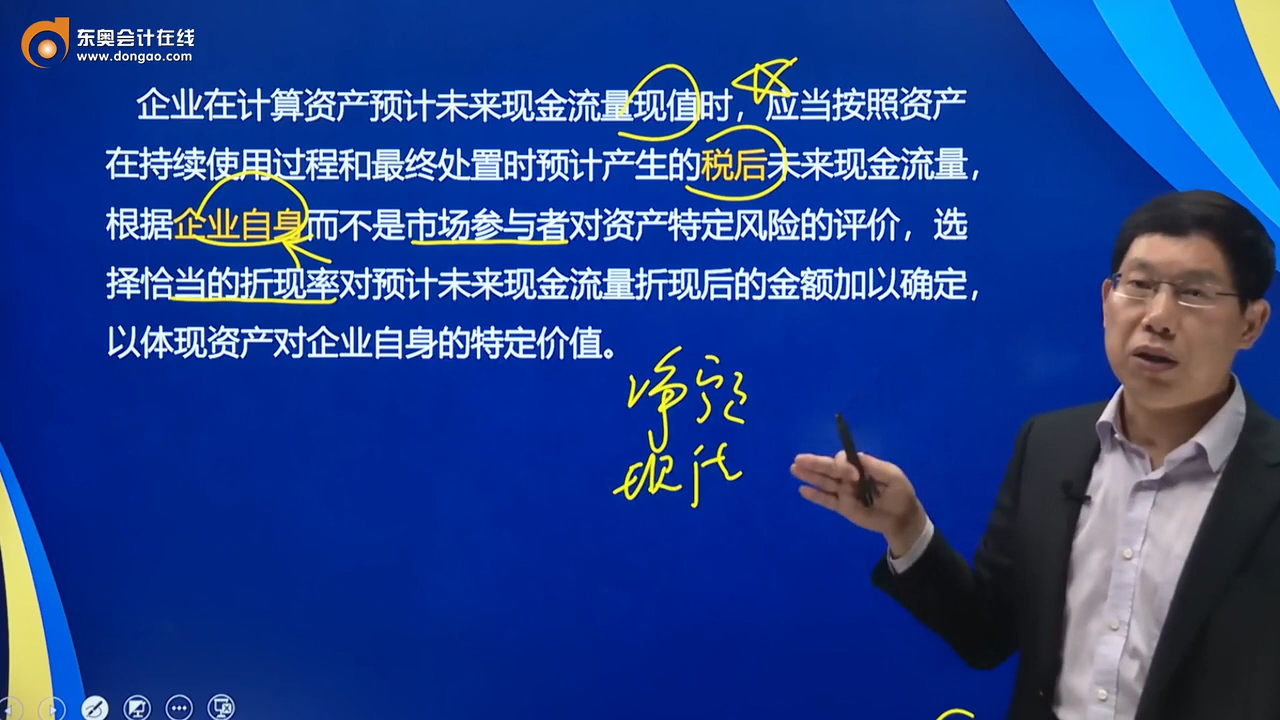 东奥会计在线
www.dongao.com
企业在计算资产预计未来现金流量现值时，应当按照资产
在持续使用过程和最终处置时预计产生的税后未来现金流量，
根据企业自身而不是市场参与者对资产特定风险的评价，选
择恰当的折现率对预计未来现金流量折现后的金额加以确定，
以体现资产对企业自身的特定价值。
净额